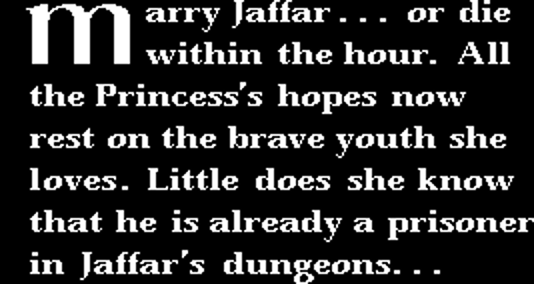 marry Jaffar... or die
within the hour. All
the Princess's hopes now
rest on the brave youth she
loves. Little does she know
that he is already a prisoner
in Jaffar's dungeons...